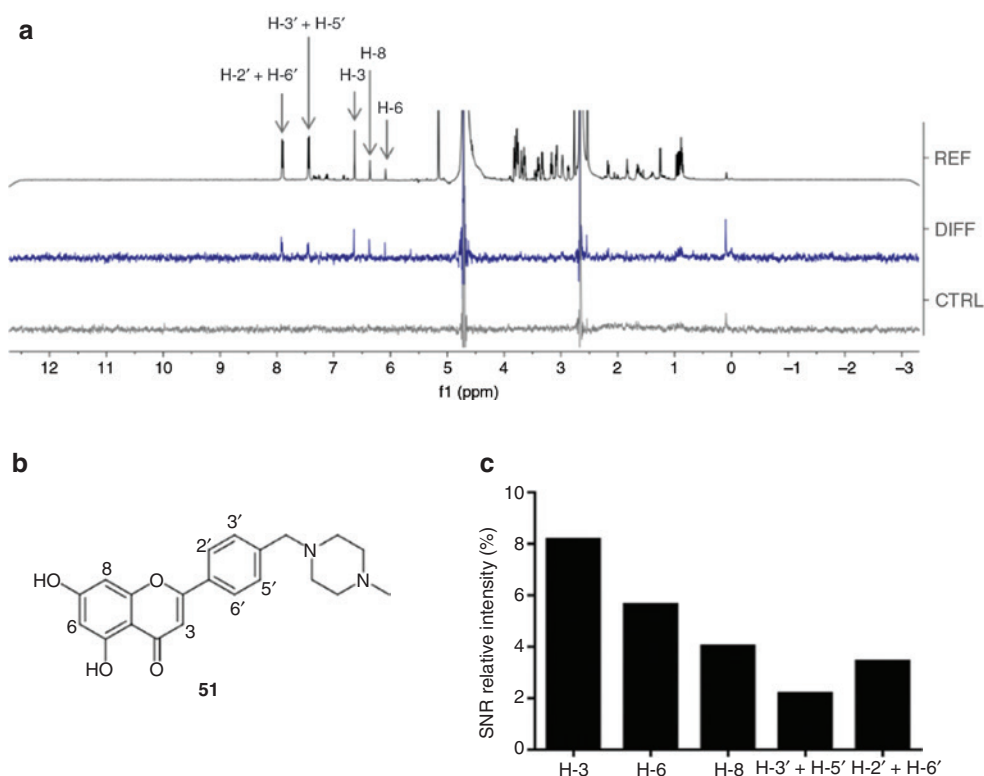 a
H-3′ + H-5′
H-8
H-2′ + H-6′
H-3
H-6
REF
DIFF
CTRL
12 11 10 9 8 7 6 5 4 3 2 1 0 −1 −2 −3
f1 (ppm)
b
3′
2′
N
8
O
5′
N
HO
6′
6
3
HO
O
51
c
SNR relative intensity (%)
10
8
6
4
2
0
H-3 H-6 H-8 H-3′ + H-5′ H-2′ + H-6′